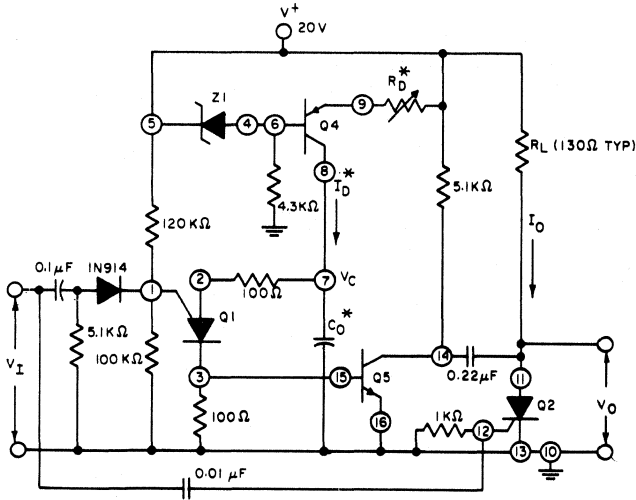 V+
20V
Z1
RD*
5
4
6
9
Q4
RL (130Ω TYP)
8
ID*
5.1KΩ
4.3KΩ
120KΩ
IO
0.1μF
1N914
1
2
7
VC
100Ω
Q1
CO*
5.1KΩ
100KΩ
VI
3
15
Q5
14
0.22μF
11
100Ω
16
1KΩ
12
Q2
VO
13
10
0.01μF